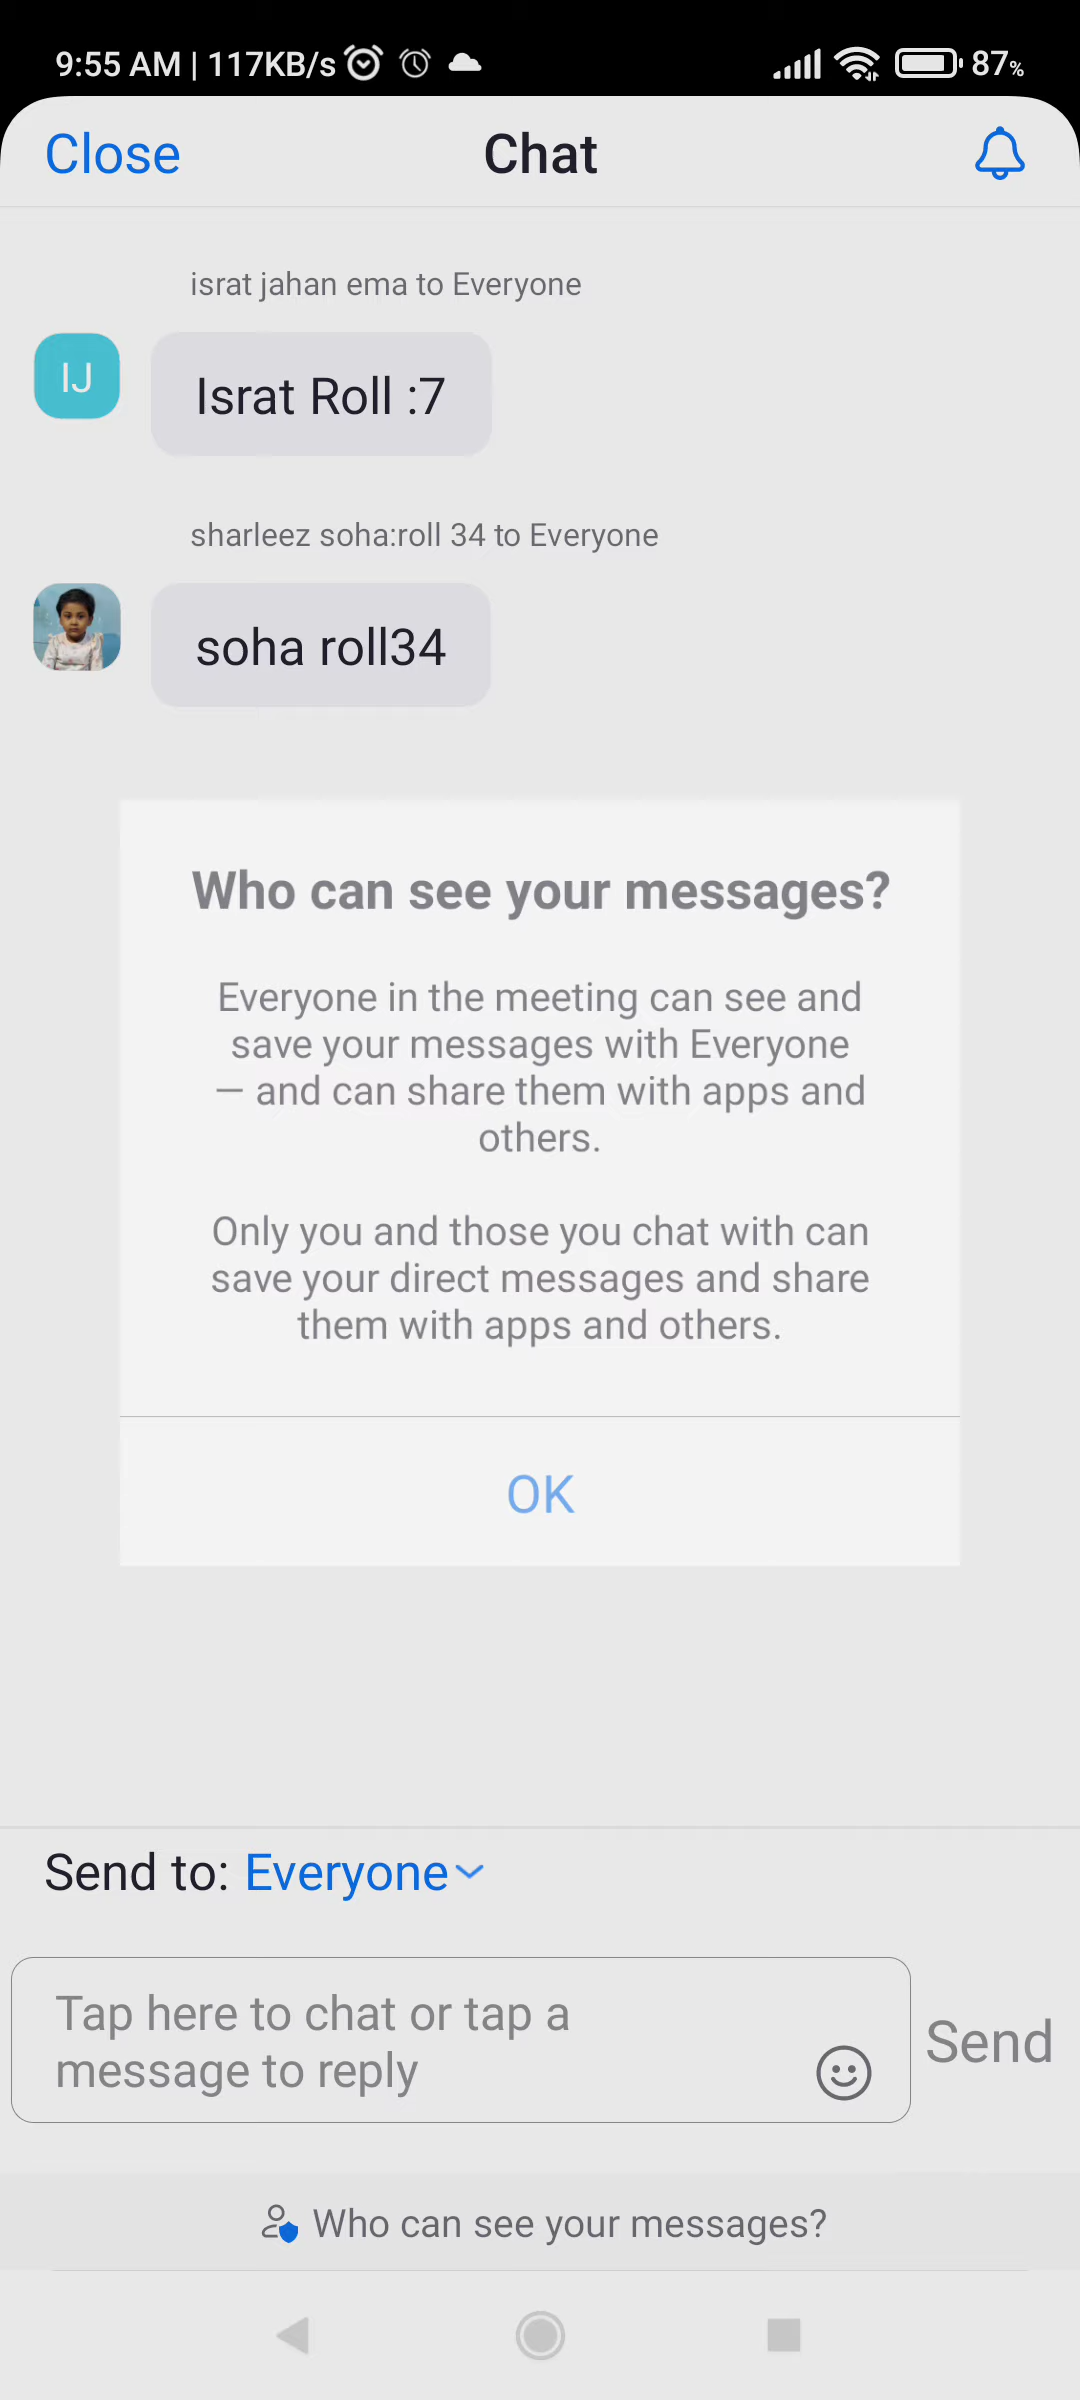 9:55 AM | 117KB/s 87%
Close Chat
israt jahan ema to Everyone
IJ
Israt Roll :7
sharleez soha:roll 34 to Everyone
soha roll34
Who can see your messages?
Everyone in the meeting can see and
save your messages with Everyone
— and can share them with apps and
others.
Only you and those you chat with can
save your direct messages and share
them with apps and others.
OK
Send to: Everyone
Tap here to chat or tap a
message to reply
Send
Who can see your messages?